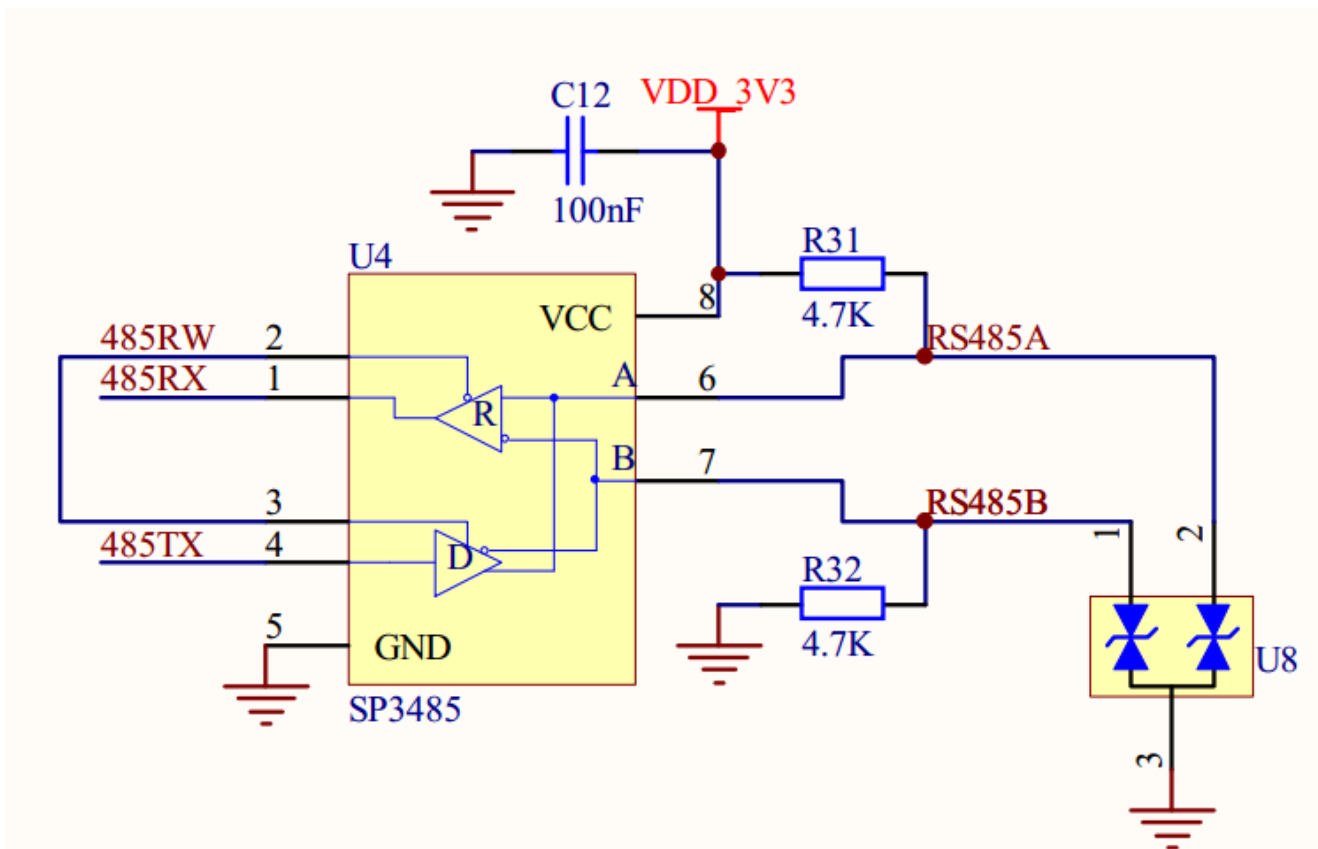 C12
VDD_3V3
100nF
U4
R31
VCC
8
4.7K
485RW
2
RS485A
485RX
1
A
6
R
B
7
3
RS485B
485TX
4
D
1
2
R32
5
GND
4.7K
U8
SP3485
3